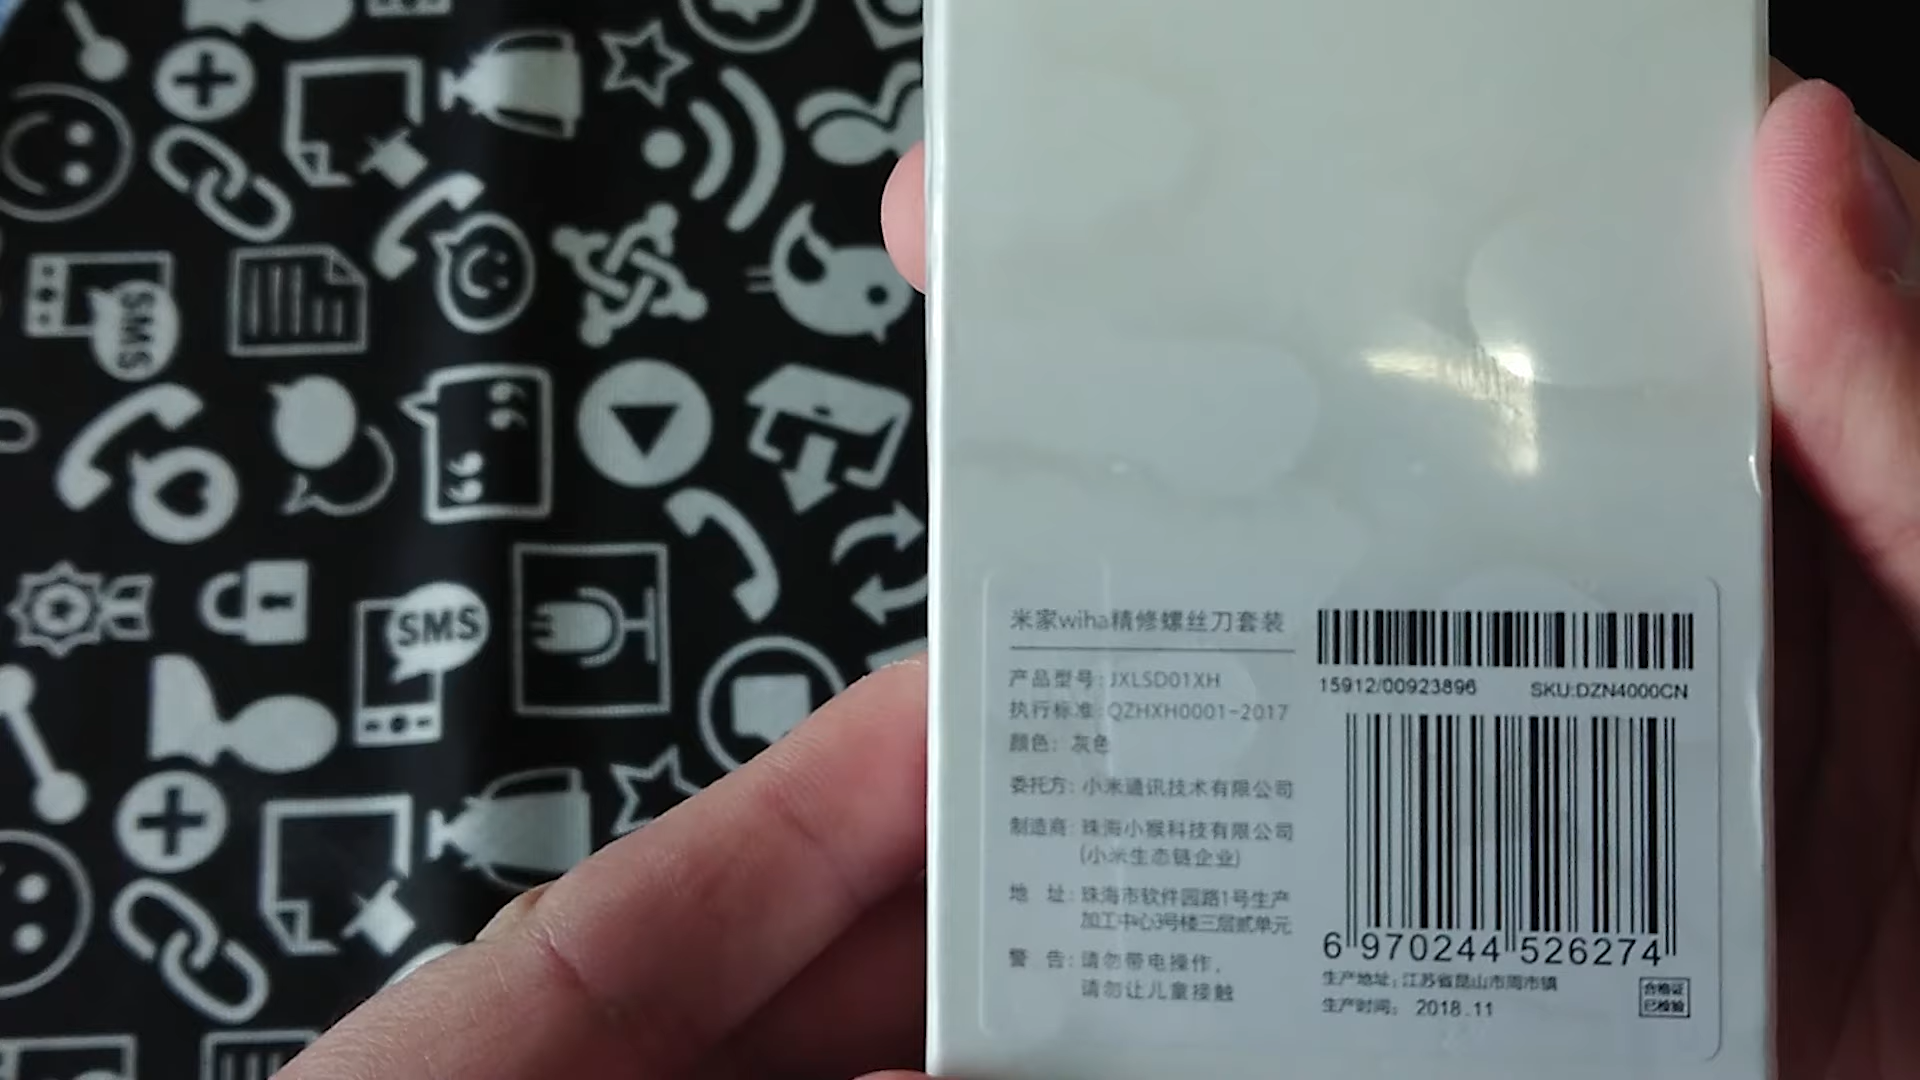 SMS
SMS
米家wiha精修螺丝刀套装
产品型号: JXLSD01XH
执行标准: QZHXH0001-2017
颜色: 灰色
委托方: 小米通讯技术有限公司
制造商: 珠海小猴科技有限公司
(小米生态链企业)
地 址: 珠海市软件园路1号生产
加工中心3号楼三层贰单元
警 告: 请勿带电操作，
请勿让儿童接触
15912/00923896
SKU:DZN4000CN
6 970244 526274
生产地址: 江苏省昆山市周市镇
生产时间: 2018.11
合格证
已检验